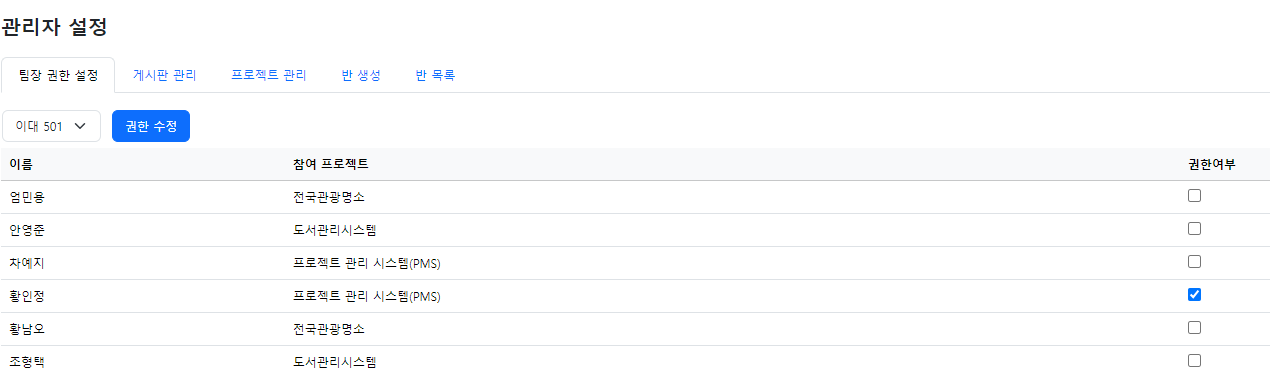 관리자 설정
팀장 권한 설정 게시판 관리 프로젝트 관리 반 생성 반 목록
이대 501 권한 수정
이름 참여 프로젝트 권한여부
엄민용 전국관광명소
안영준 도서관리시스템
차예지 프로젝트 관리 시스템(PMS)
황인정 프로젝트 관리 시스템(PMS)
황남오 전국관광명소
조형택 도서관리시스템